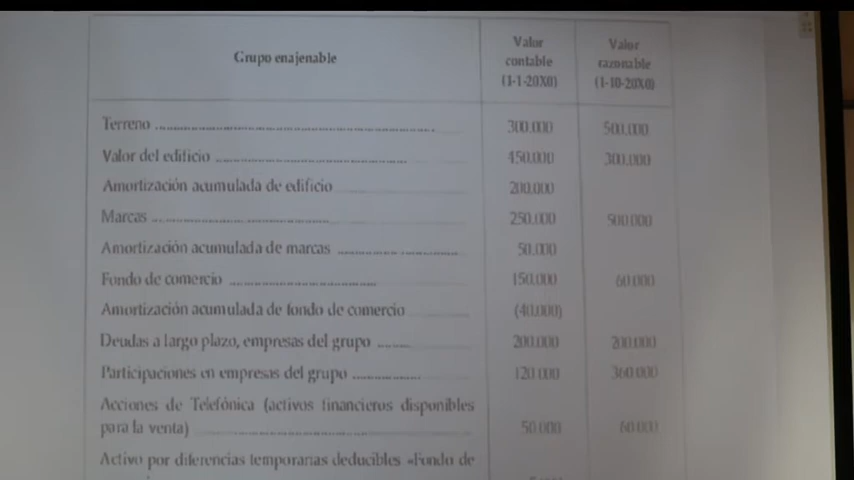 Grupo enajenable
Valor contable (1-1-20X0)
Valor razonable (1-10-20X0)
Terreno 300.000 500.000
Valor del edificio 450.000 300.000
Amortización acumulada de edificio 200.000
Marcas 250.000 500.000
Amortización acumulada de marcas 50.000
Fondo de comercio 150.000 60.000
Amortización acumulada de fondo de comercio (40.000)
Deudas a largo plazo, empresas del grupo 200.000 200.000
Participaciones en empresas del grupo 120.000 360.000
Acciones de Telefónica (activos financieros disponibles
para la venta) 50.000 60.000
Activo por diferencias temporarias deducibles «Fondo de